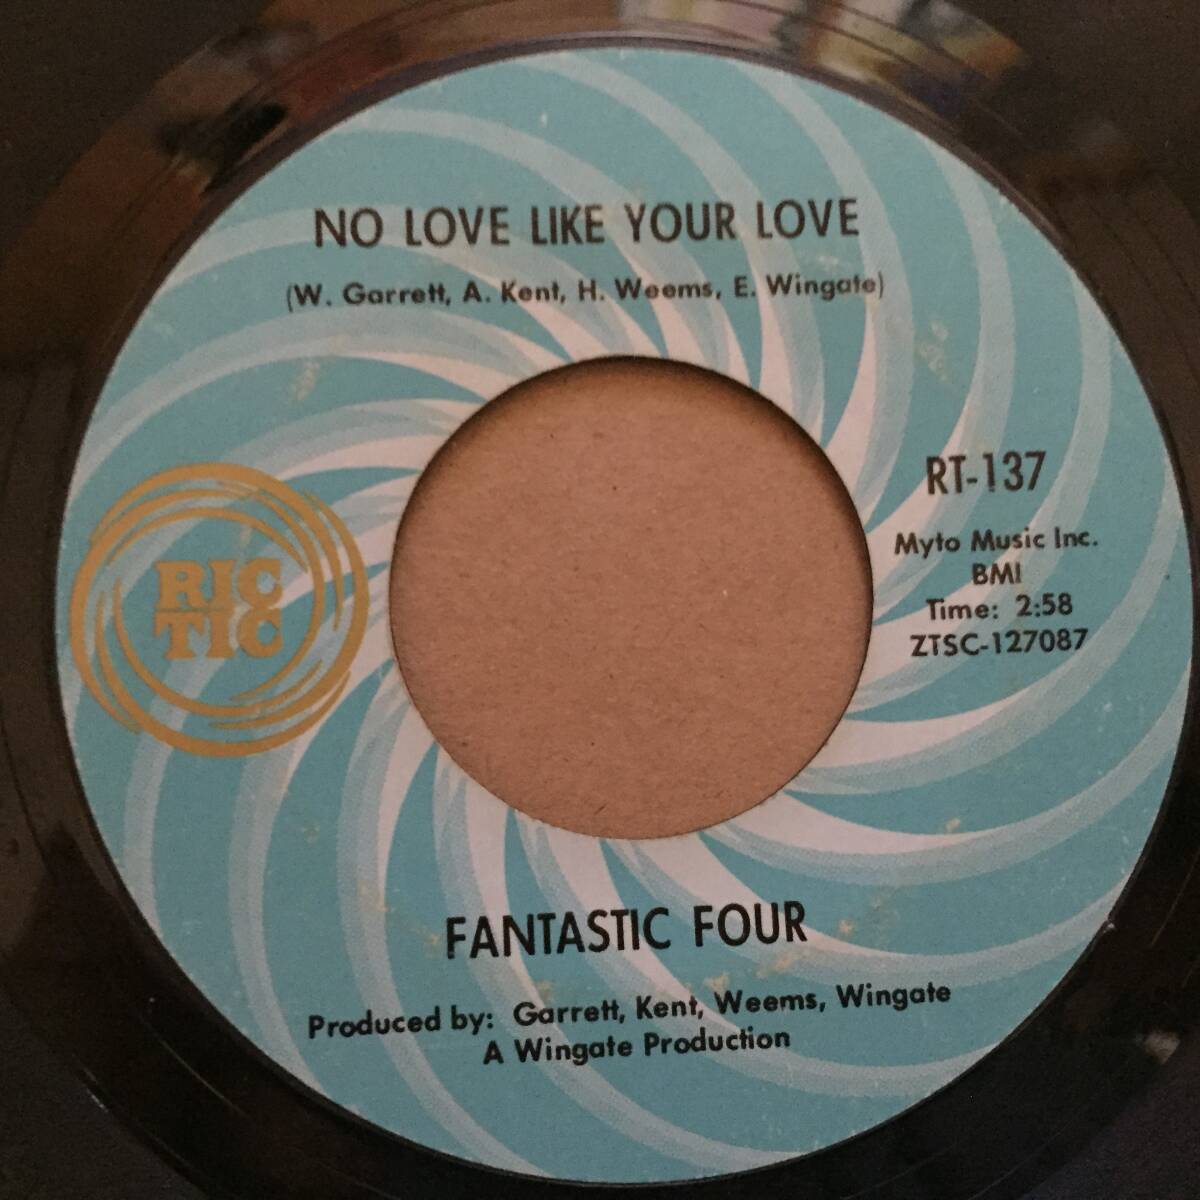 NO LOVE LIKE YOUR LOVE
(W. Garrett, A. Kent, H. Weems, E. Wingate)
RIC
TIC
RT-137
Myto Music Inc.
BMI
Time: 2:58
ZTSC-127087
FANTASTIC FOUR
Produced by: Garrett, Kent, Weems, Wingate
A Wingate Production